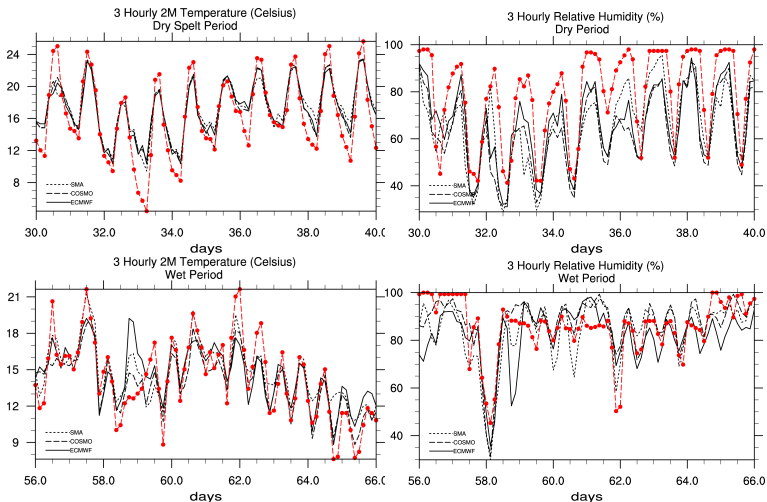 3 Hourly 2M Temperature (Celsius)
Dry Spelt Period
24
20
16
12
8
SMA
COSMO
ECMWF
30.0 32.0 34.0 36.0 38.0 40.0
days
3 Hourly Relative Humidity (%)
Dry Period
100
80
60
40
SMA
COSMO
ECMWF
30.0 32.0 34.0 36.0 38.0 40.0
days
3 Hourly 2M Temperature (Celsius)
Wet Period
21
18
15
12
9
SMA
COSMO
ECMWF
56.0 58.0 60.0 62.0 64.0 66.0
days
3 Hourly Relative Humidity (%)
Wet Period
100
80
60
40
SMA
COSMO
ECMWF
56.0 58.0 60.0 62.0 64.0 66.0
days